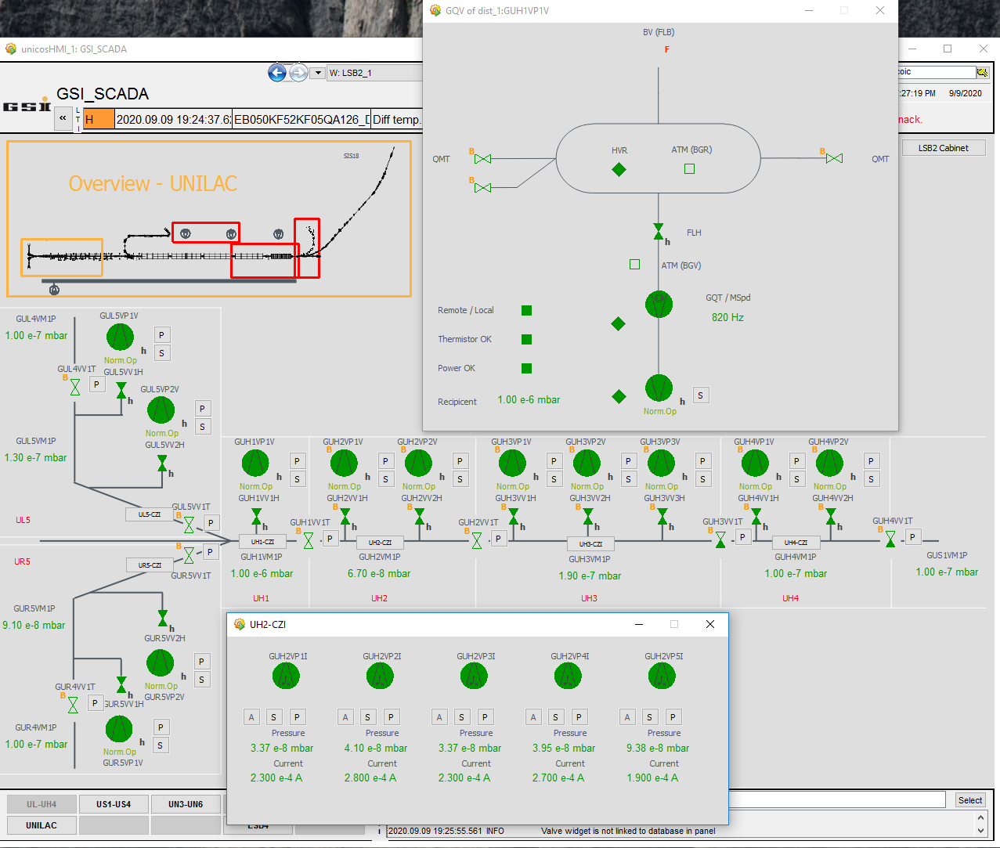 GQV of dist_1:GUH1VP1V
BV (FLB)
F
B
HVR
ATM (BGR)
B
QMT
QMT
B
FLH
h
ATM (BGV)
GQT / MSpd
820 Hz
Remote / Local
Thermistor OK
Power OK
Recipicent
1.00 e-6 mbar
h
S
Norm.Op
unicosHMI_1: GSI_SCADA
W: LSB2_1
GSI
GSI_SCADA
:27:19 PM
9/9/2020
«
L
T
I
H
2020.09.09 19:24:37.62
EB050KF52KF05QA126_D
Diff temp.
nack.
LSB2 Cabinet
SIS18
Overview - UNILAC
GUL4VM1P
1.00 e-7 mbar
GUL5VP1V
P
h
S
Norm.Op
GUL4VV1T
GUL5VV1H
B
P
h
GUL5VP2V
P
h
S
Norm.Op
GUL5VM1P
GUL5VV2H
1.30 e-7 mbar
h
UL5-CZI
GUL5VV1T
B
P
UL5
GUH1VP1V
P
h
S
Norm.Op
GUH1VV1H
h
GUH2VP1V
B
P
h
S
Norm.Op
GUH2VV1H
B
h
GUH2VP2V
B
P
h
S
Norm.Op
GUH2VV2H
B
h
GUH3VP1V
B
P
h
S
Norm.Op
GUH3VV1H
B
h
GUH3VP2V
B
P
h
S
Norm.Op
GUH3VV2H
B
h
GUH3VP3V
B
P
h
S
Norm.Op
GUH3VV3H
B
h
GUH4VP1V
B
P
h
S
Norm.Op
GUH4VV1H
B
h
GUH4VP2V
B
P
h
S
Norm.Op
GUH4VV2H
B
h
UH1-CZI
GUH1VV1T
B
P
UH2-CZI
GUH2VV1T
B
P
UH3-CZI
GUH3VV1T
B
P
UH4-CZI
GUH4VV1T
B
P
GUH1VM1P
1.00 e-6 mbar
UH1
GUH2VM1P
6.70 e-8 mbar
UH2
GUH3VM1P
1.90 e-7 mbar
UH3
GUH4VM1P
1.00 e-7 mbar
UH4
GUS1VM1P
1.00 e-7 mbar
UR5
B
P
UR5-CZI
GUR5VV1T
GUR5VM1P
9.10 e-8 mbar
h
GUR5VV2H
P
h
S
Norm.Op
GUR5VP2V
GUR4VV1T
B
P
h
GUR5VV1H
GUR4VM1P
1.00 e-7 mbar
P
h
S
Norm.Op
GUR5VP1V
UH2-CZI
GUH2VP1I
GUH2VP2I
GUH2VP3I
GUH2VP4I
GUH2VP5I
A S P
A S P
A S P
A S P
A S P
Pressure
Pressure
Pressure
Pressure
Pressure
3.37 e-8 mbar
4.10 e-8 mbar
3.37 e-8 mbar
3.95 e-8 mbar
9.38 e-8 mbar
Current
Current
Current
Current
Current
2.300 e-4 A
2.800 e-4 A
2.300 e-4 A
2.700 e-4 A
1.900 e-4 A
UL-UH4
US1-US4
UN3-UN6
Select
UNILAC
2020.09.09 19:25:55.561 INFO
Valve widget is not linked to database in panel